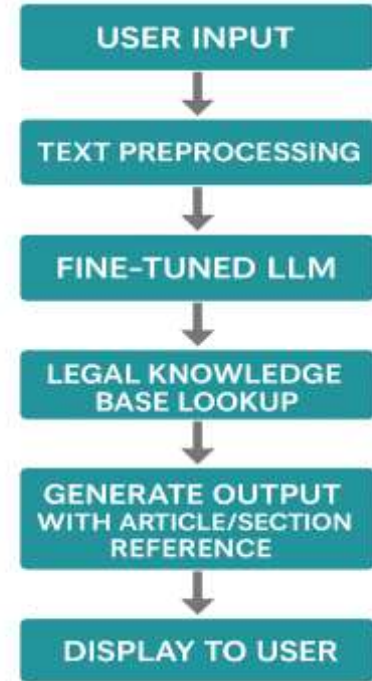 USER INPUT
TEXT PREPROCESSING
FINE-TUNED LLM
LEGAL KNOWLEDGE
BASE LOOKUP
GENERATE OUTPUT
WITH ARTICLE/SECTION
REFERENCE
DISPLAY TO USER